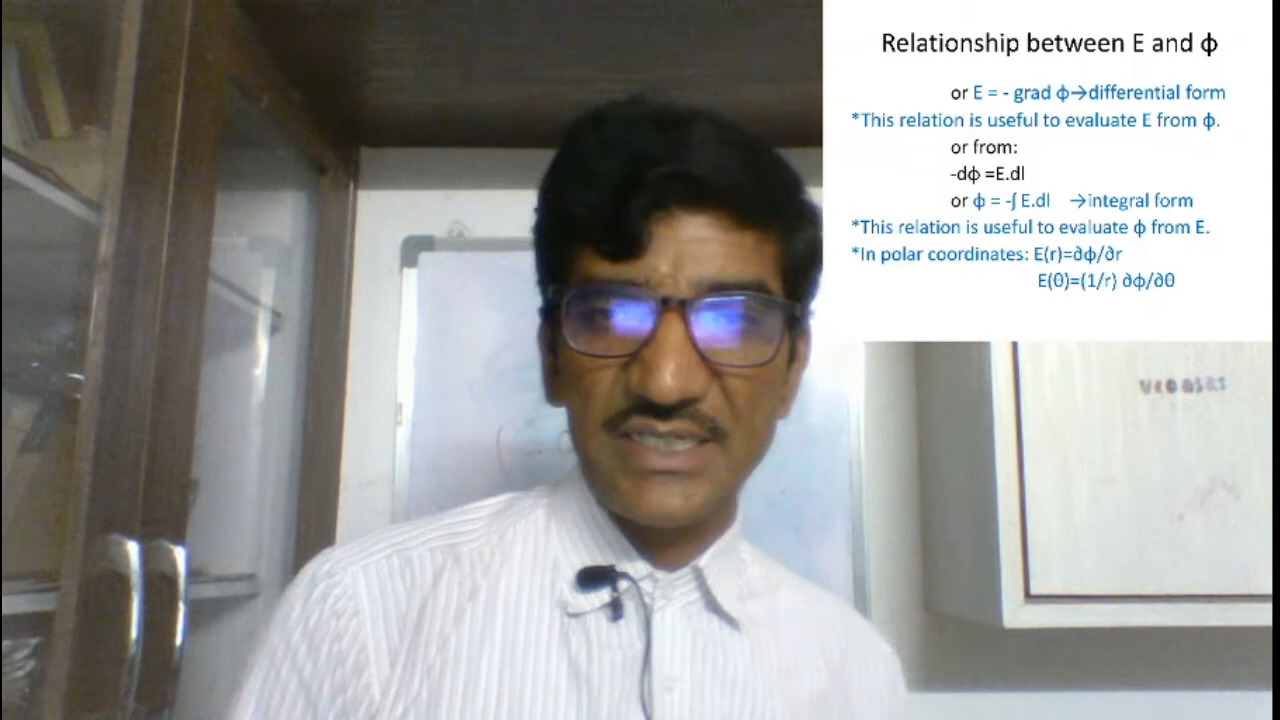 Relationship between E and ϕ
or E = - grad ϕ→differential form
*This relation is useful to evaluate E from ϕ.
or from:
-dϕ =E.dl
or ϕ = -∫ E.dl →integral form
*This relation is useful to evaluate ϕ from E.
*In polar coordinates: E(r)=∂ϕ/∂r
E(θ)=(1/r) ∂ϕ/∂θ